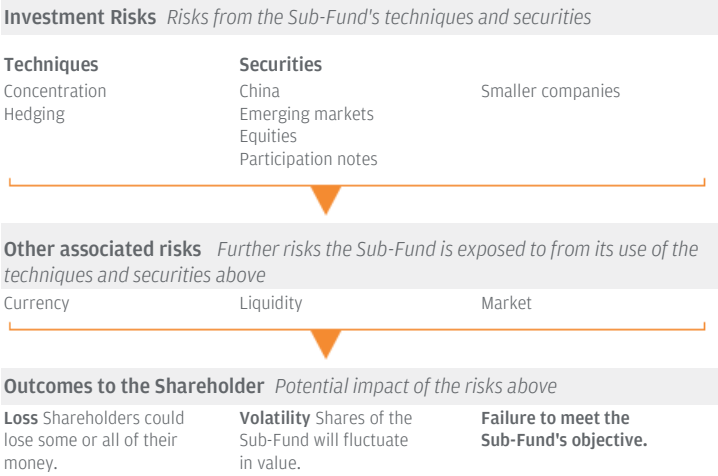 Investment Risks Risks from the Sub-Fund's techniques and securities
Techniques
Concentration
Hedging
Securities
China
Emerging markets
Equities
Participation notes
Smaller companies
Other associated risks Further risks the Sub-Fund is exposed to from its use of the
techniques and securities above
Currency
Liquidity
Market
Outcomes to the Shareholder Potential impact of the risks above
Loss Shareholders could
lose some or all of their
money.
Volatility Shares of the
Sub-Fund will fluctuate
in value.
Failure to meet the
Sub-Fund's objective.